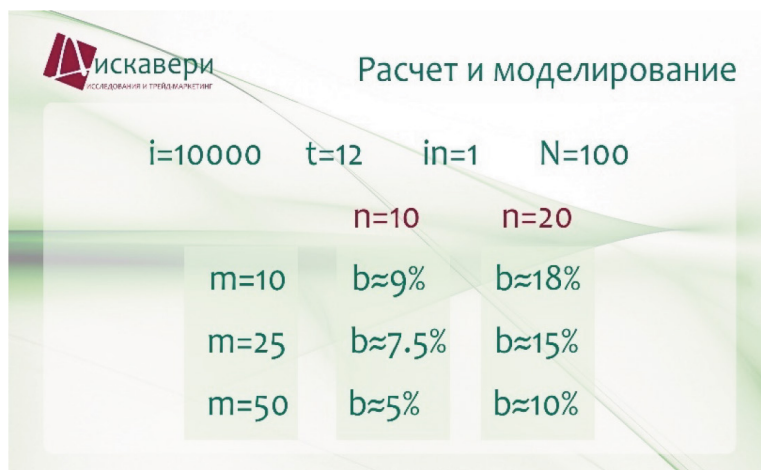 Дискавери
ИССЛЕДОВАНИЯ И ТРЕЙД-МАРКЕТИНГ
Расчет и моделирование
i=10000 t=12 in=1 N=100
n=10 n=20
m=10 b≈9% b≈18%
m=25 b≈7.5% b≈15%
m=50 b≈5% b≈10%